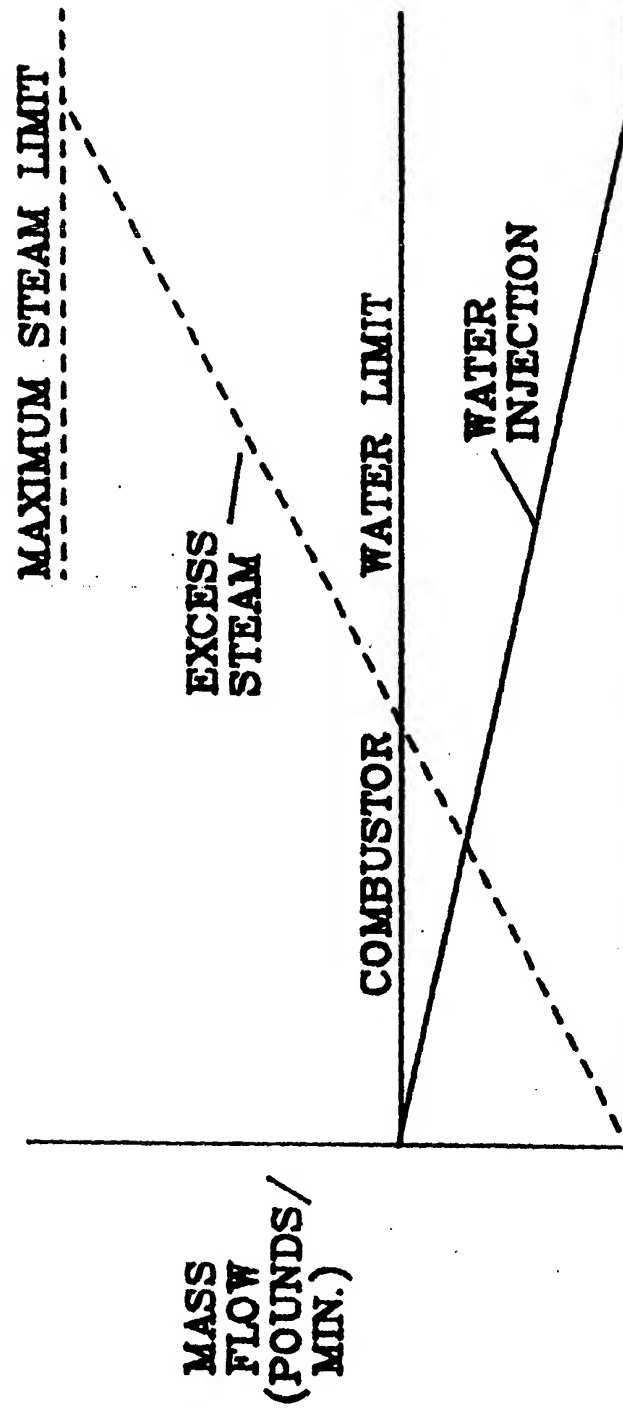 MAXIMUM STEAM LIMIT
EXCESS
STEAM
COMBUSTOR WATER LIMIT
WATER
INJECTION
MASS
FLOW
(POUNDS/
MIN.)